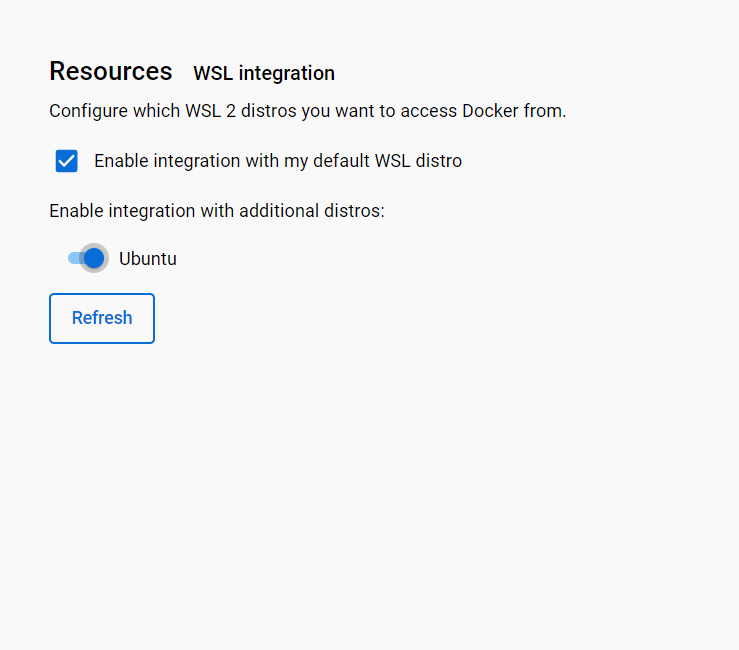 Resources WSL integration
Configure which WSL 2 distros you want to access Docker from.
Enable integration with my default WSL distro
Enable integration with additional distros:
Ubuntu
Refresh